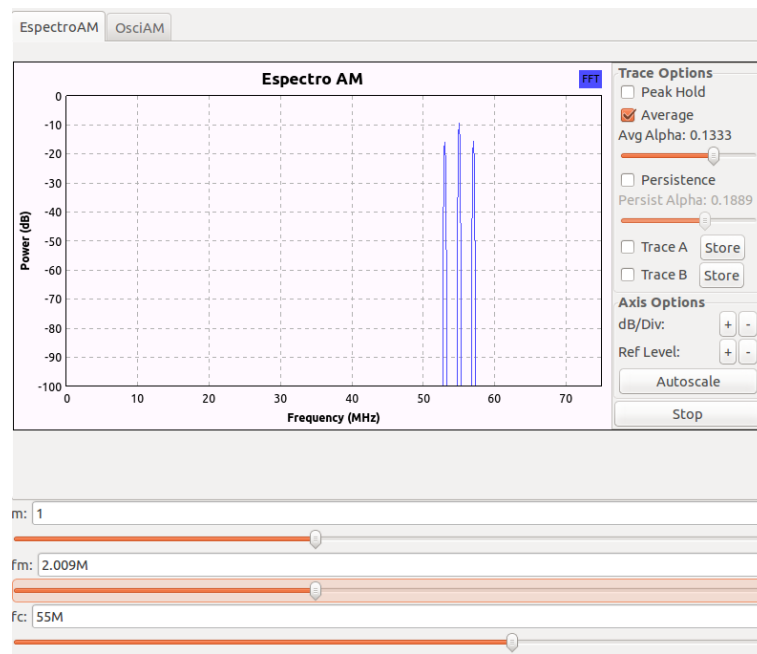 EspectroAM OsciAM
Espectro AM
FFT
0
-10
-20
-30
-40
-50
-60
-70
-80
-90
-100
Power (dB)
0 10 20 30 40 50 60 70
Frequency (MHz)
Trace Options
Peak Hold
Average
Avg Alpha: 0.1333
Persistence
Persist Alpha: 0.1889
Trace A Store
Trace B Store
Axis Options
dB/Div: + -
Ref Level: + -
Autoscale
Stop
m: 1
fm: 2.009M
fc: 55M